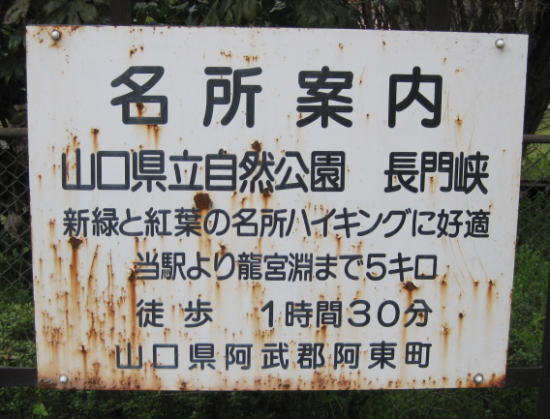 名所案内
山口県立自然公園　長門峡
新緑と紅葉の名所ハイキングに好適
当駅より龍宮淵まで5キロ
徒歩　1時間30分
山口県阿武郡阿東町